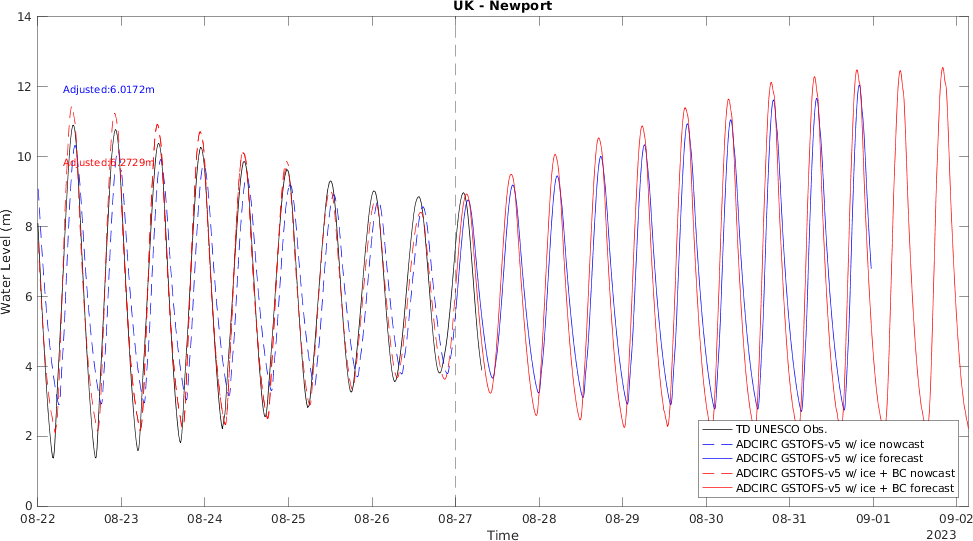 UK - Newport
14
12
10
8
6
4
2
0
Water Level (m)
Adjusted:6.0172m
Adjusted:6.2729m
TD UNESCO Obs.
ADCIRC GSTOFS-v5 w/ ice nowcast
ADCIRC GSTOFS-v5 w/ ice forecast
ADCIRC GSTOFS-v5 w/ ice + BC nowcast
ADCIRC GSTOFS-v5 w/ ice + BC forecast
08-22 08-23 08-24 08-25 08-26 08-27 08-28 08-29 08-30 08-31 09-01 09-02
Time
2023